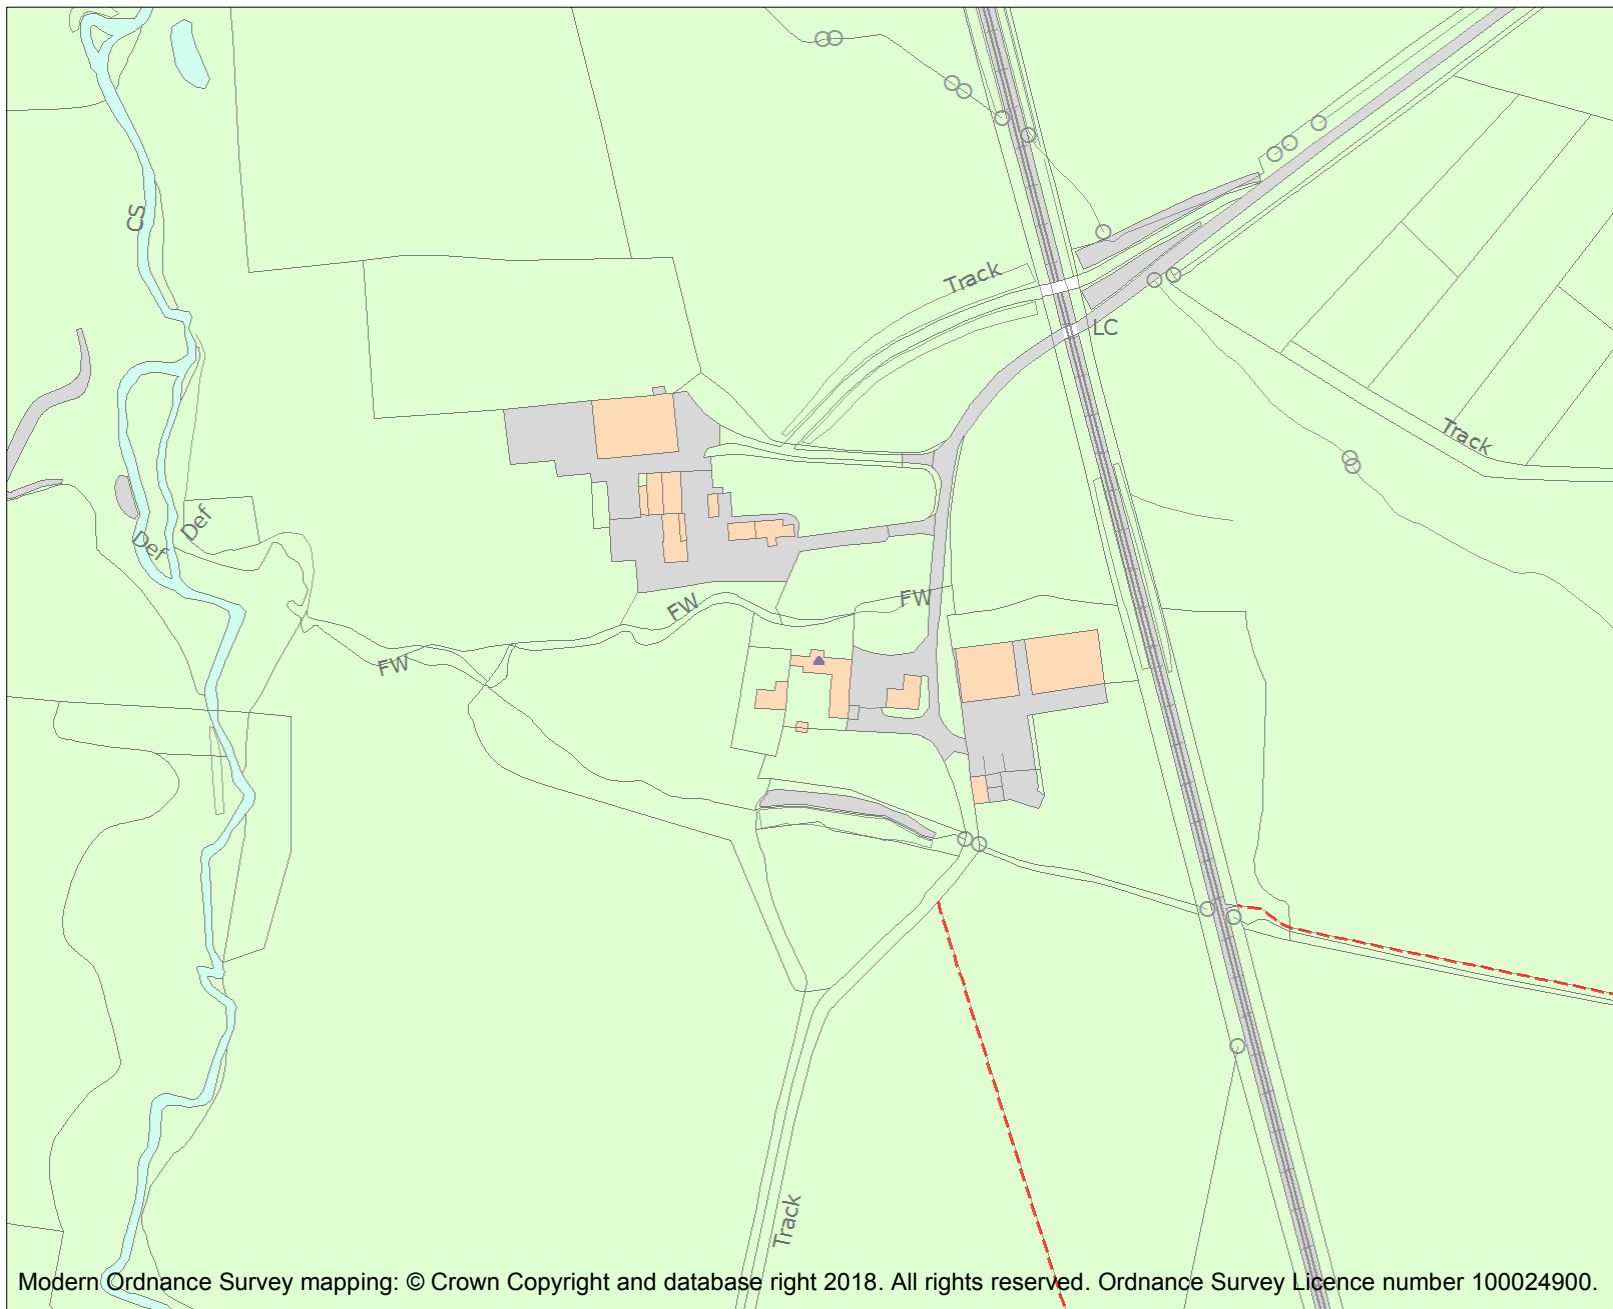 CS
Track
LC
Track
Def
Def
FW
FW
FW
Track
Modern Ordnance Survey mapping: © Crown Copyright and database right 2018. All rights reserved. Ordnance Survey Licence number 100024900.